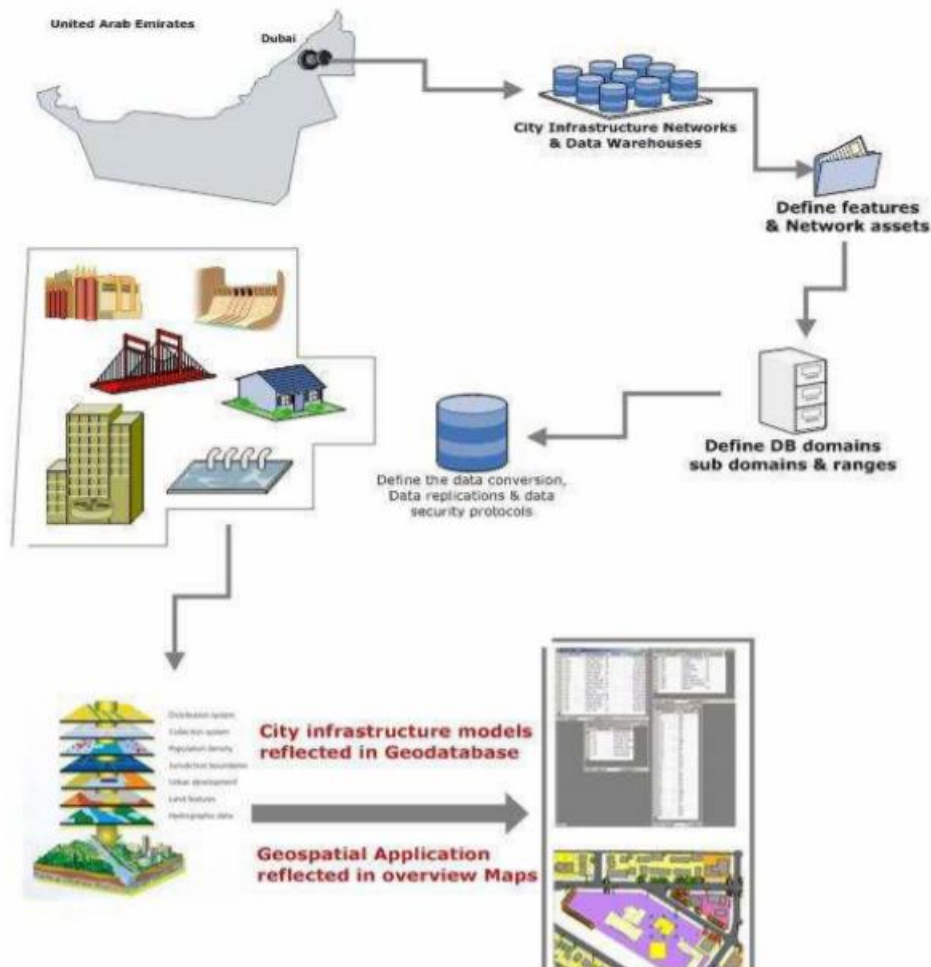 United Arab Emirates
Dubai
City Infrastructure Networks
& Data Warehouses
Define features
& Network assets
Define DB domains
sub domains & ranges
Define the data conversion,
Data replications & data
security protocols
Distribution system
Collection system
Population density
Jurisdiction boundaries
Urban development
Land features
Hydrographic data
City infrastructure models
reflected in Geodatabase
Geospatial Application
reflected in overview Maps